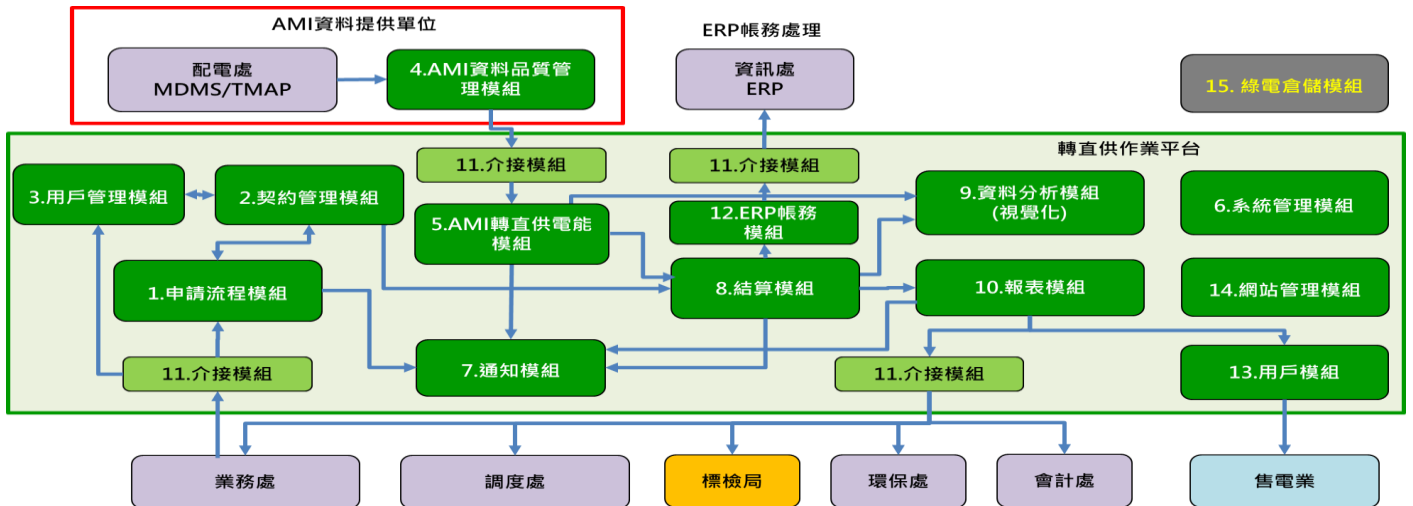 AMI資料提供單位
配電處
MDMS/TMAP
4.AMI資料品質管
理模組
ERP帳務處理
資訊處
ERP
15. 綠電倉儲模組
轉直供作業平台
11.介接模組
11.介接模組
3.用戶管理模組
2.契約管理模組
5.AMI轉直供電能
模組
12.ERP帳務
模組
9.資料分析模組
(視覺化)
6.系統管理模組
1.申請流程模組
8.結算模組
10.報表模組
14.網站管理模組
11.介接模組
7.通知模組
11.介接模組
13.用戶模組
業務處
調度處
標檢局
環保處
會計處
售電業